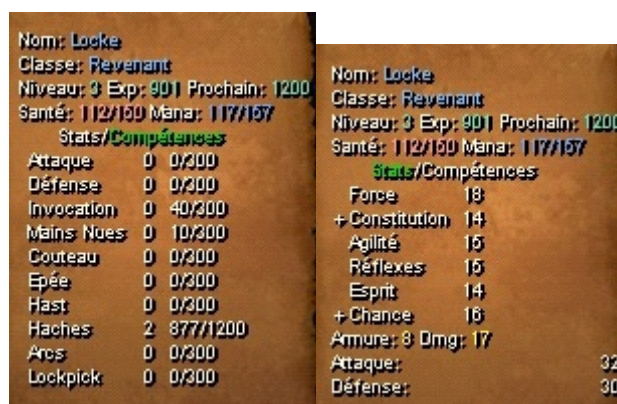 Nom: Locke
Classe: Revenant
Niveau: 3 Exp: 901 Prochain: 1200
Santé: 112/150 Mana: 117/157
Stats/Compétences
Attaque 0 0/300
Défense 0 0/300
Invocation 0 40/300
Mains Nues 0 10/300
Couteau 0 0/300
Epée 0 0/300
Hast 0 0/300
Haches 2 877/1200
Arcs 0 0/300
Lockpick 0 0/300
Nom: Locke
Classe: Revenant
Niveau: 3 Exp: 901 Prochain: 1200
Santé: 112/150 Mana: 117/157
Stats/Compétences
Force 18
+ Constitution 14
Agilité 15
Réflexes 15
Esprit 14
+ Chance 16
Armure: 8 Dmg: 17
Attaque: 32
Défense: 30